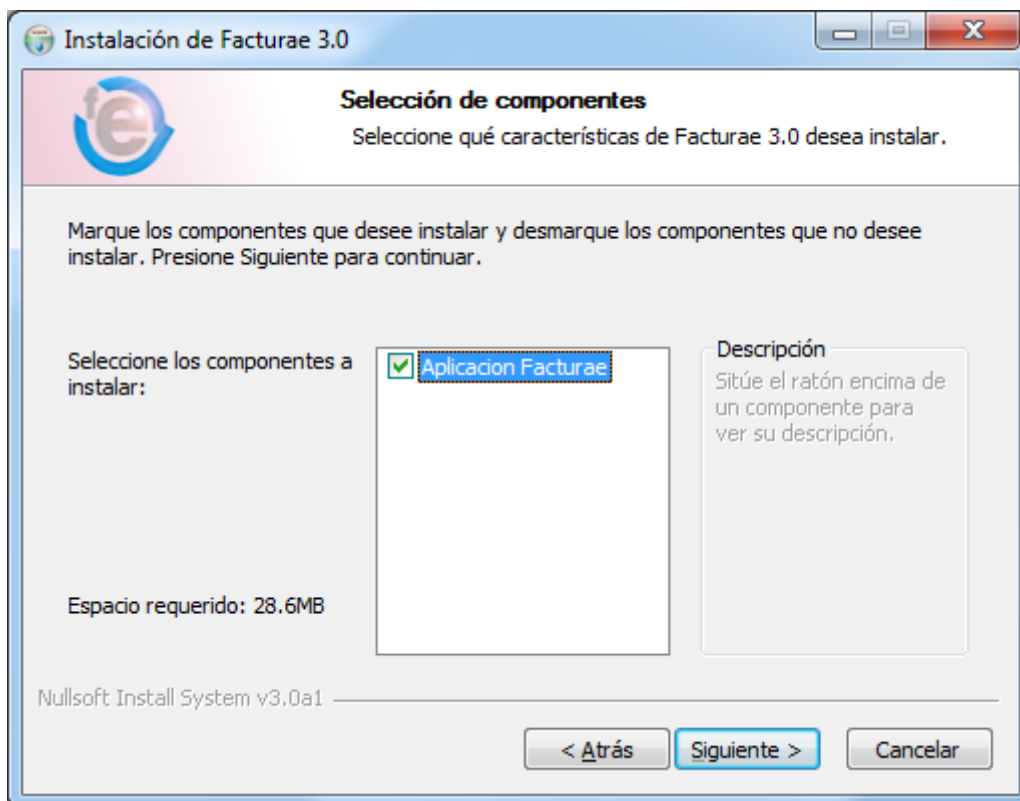 Instalación de Facturae 3.0
fe
Selección de componentes
Seleccione qué características de Facturae 3.0 desea instalar.
Marque los componentes que desee instalar y desmarque los componentes que no desee
instalar. Presione Siguiente para continuar.
Seleccione los componentes a
instalar:
Aplicacion Facturae
Descripción
Sitúe el ratón encima de
un componente para
ver su descripción.
Espacio requerido: 28.6MB
Nullsoft Install System v3.0a1
< Atrás
Siguiente >
Cancelar